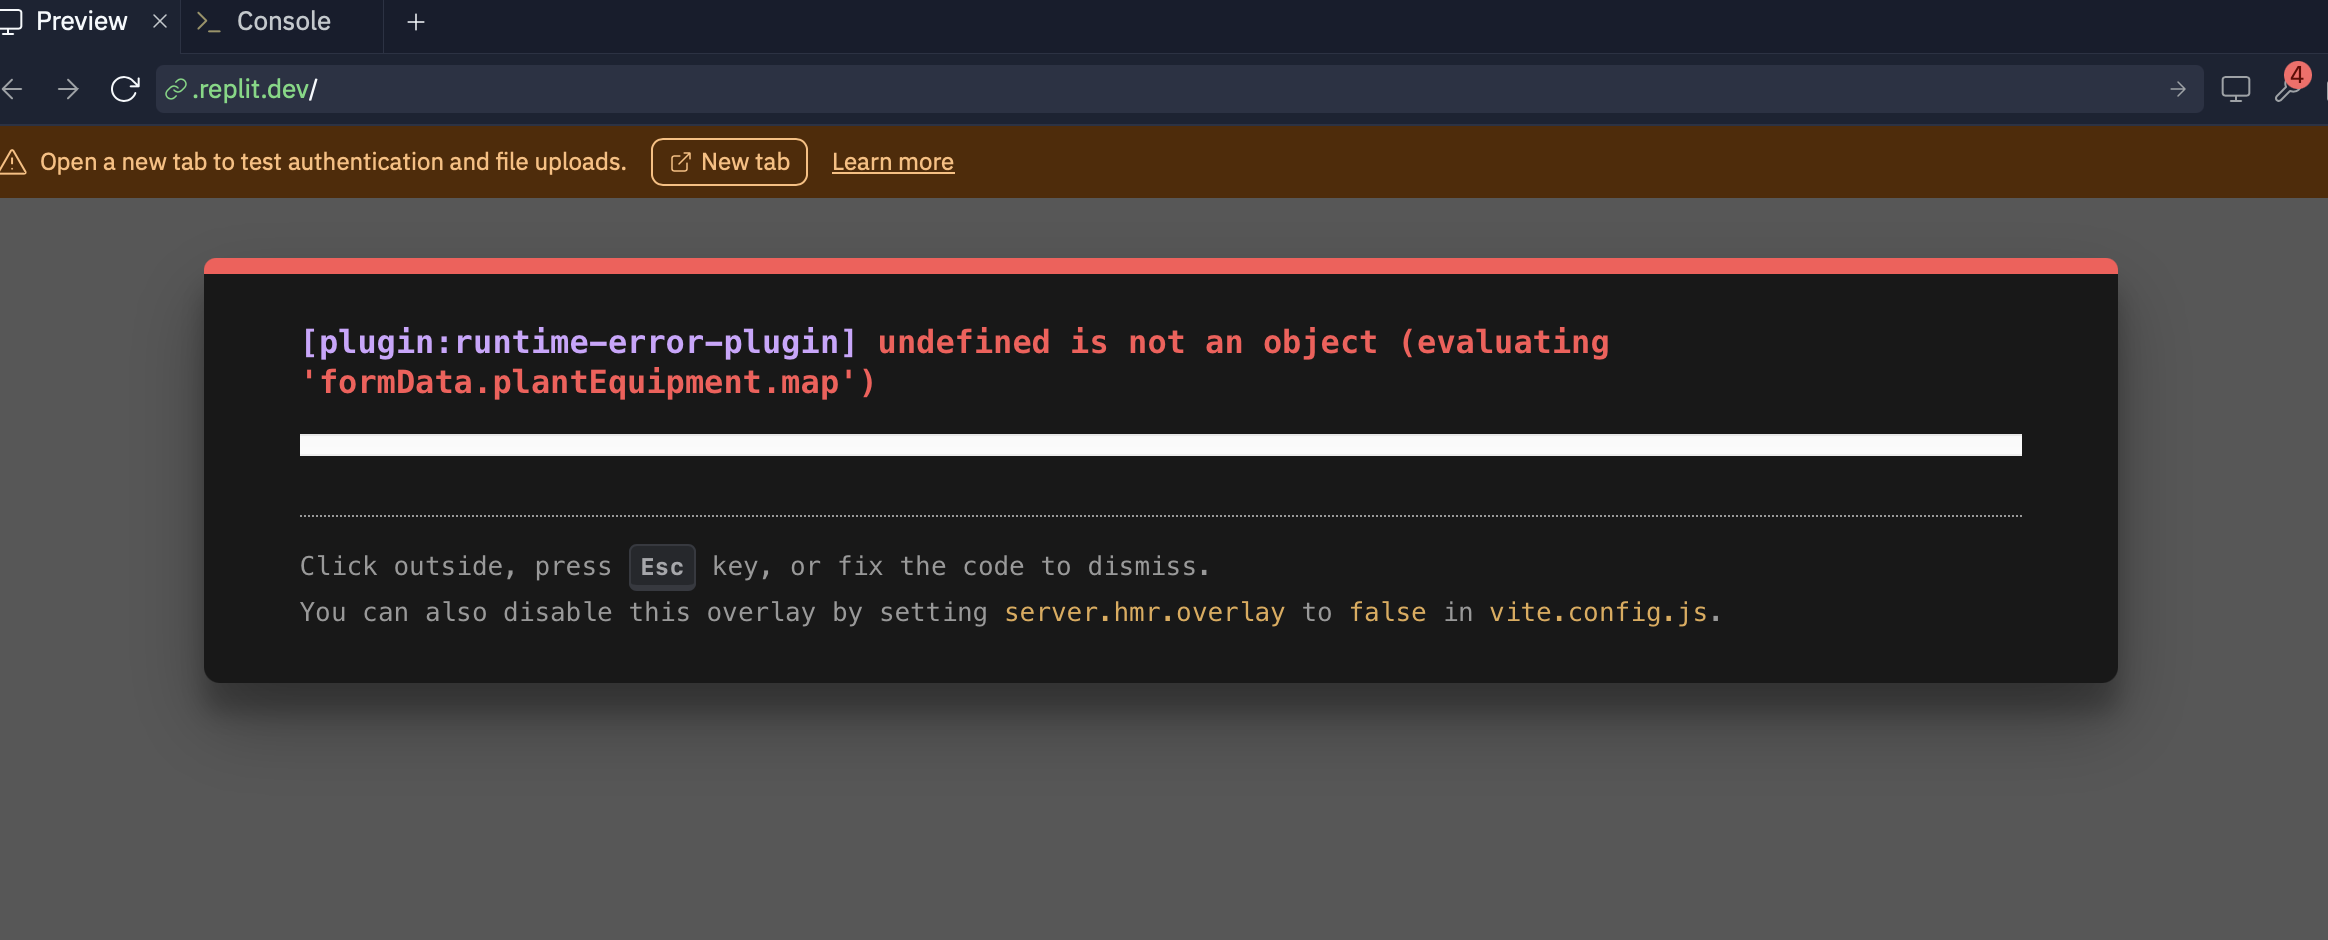 Preview
Console
.replit.dev/
4
Open a new tab to test authentication and file uploads. New tab Learn more
[plugin:runtime-error-plugin] undefined is not an object (evaluating
'formData.plantEquipment.map')
Click outside, press Esc key, or fix the code to dismiss.
You can also disable this overlay by setting server.hmr.overlay to false in vite.config.js.